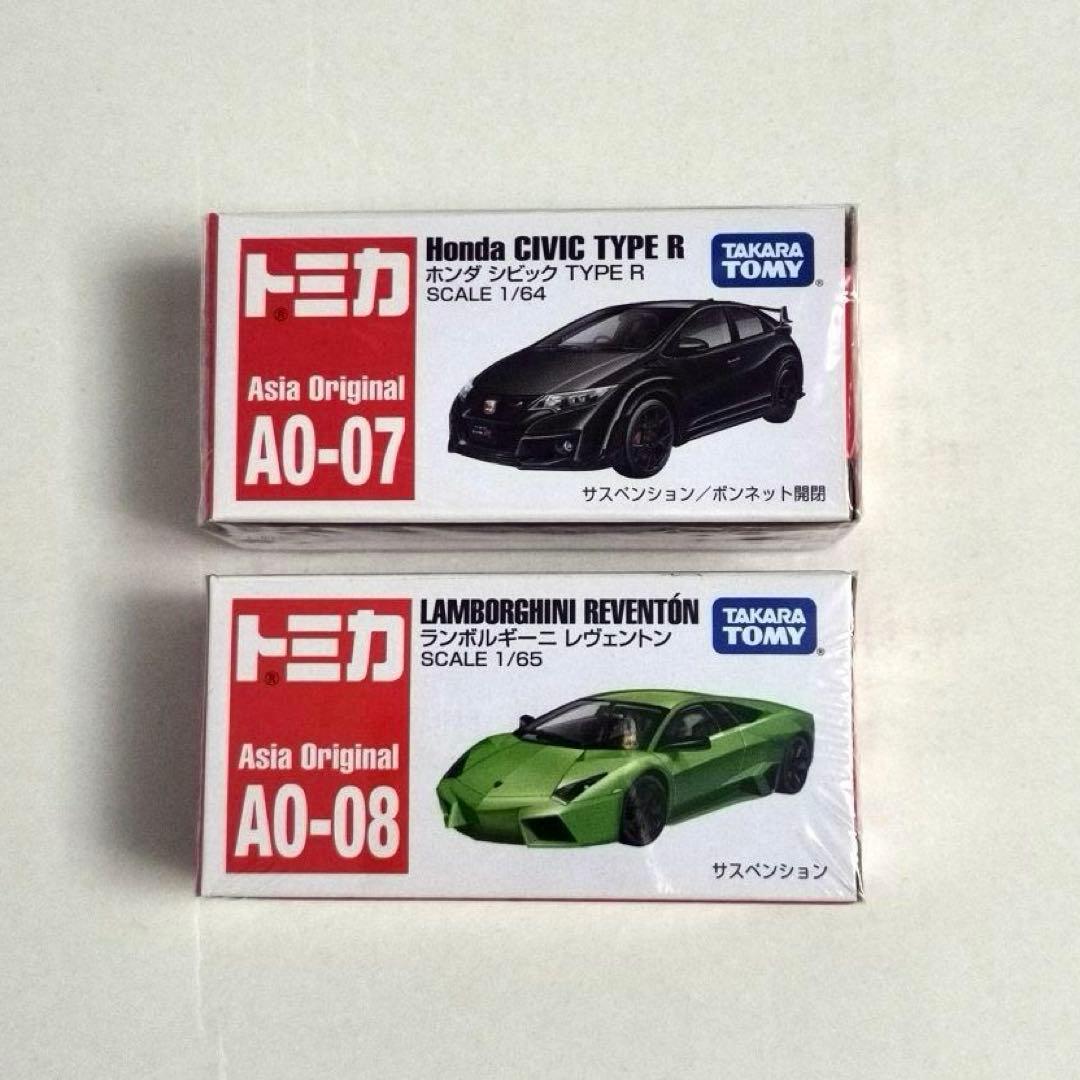 トミカ®
Asia Original
AO-07
Honda CIVIC TYPE R
ホンダ シビック TYPE R
SCALE 1/64
TAKARA
TOMY®
サスペンション／ボンネット開閉
トミカ®
Asia Original
AO-08
LAMBORGHINI REVENTÓN
ランボルギーニ レヴェントン
SCALE 1/65
TAKARA
TOMY®
サスペンション